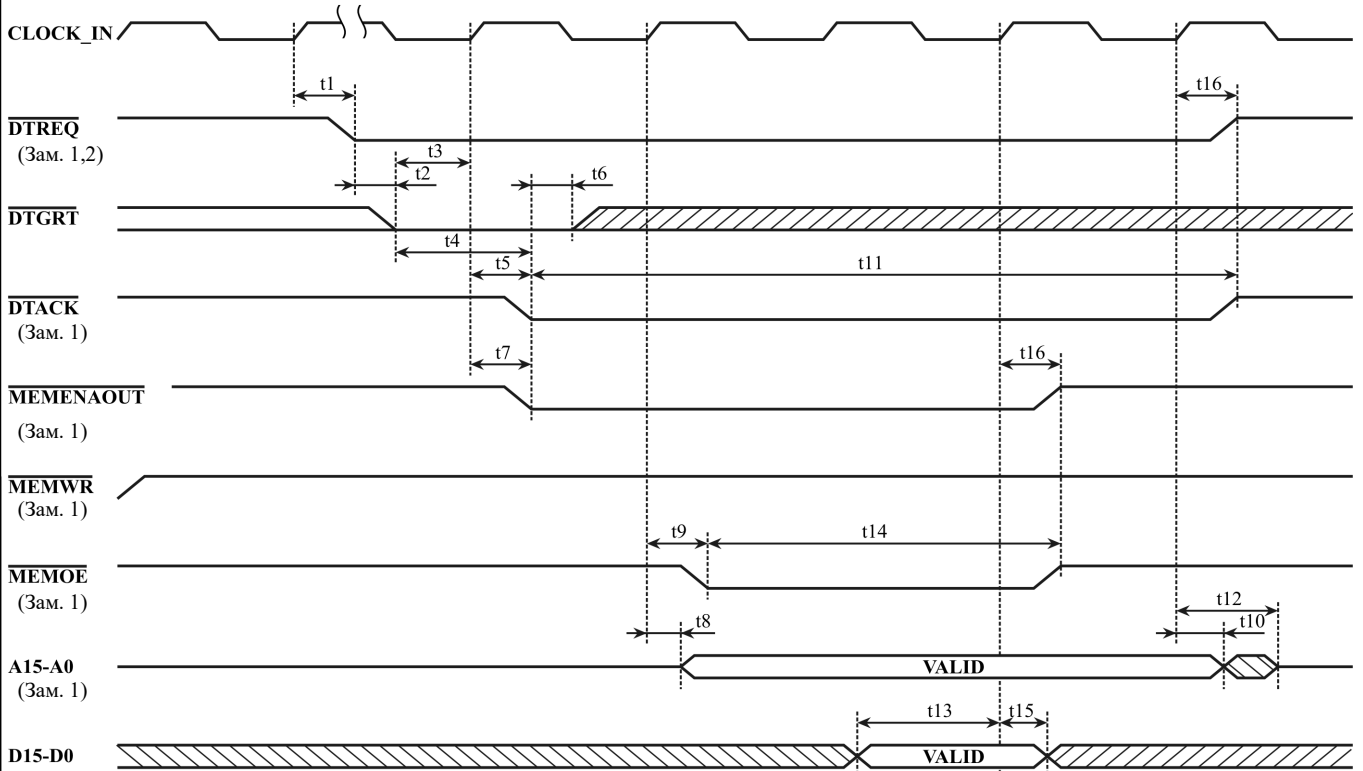 CLOCK_IN
t1
t16
DTREQ
(Зам. 1,2)
t3
t2
t6
DTGRT
t4
t5
t11
DTACK
(Зам. 1)
t7
t16
MEMENAOUT
(Зам. 1)
MEMWR
(Зам. 1)
t9
t14
MEMOE
(Зам. 1)
t12
t8
t10
A15-A0
VALID
(Зам. 1)
t13
t15
D15-D0
VALID